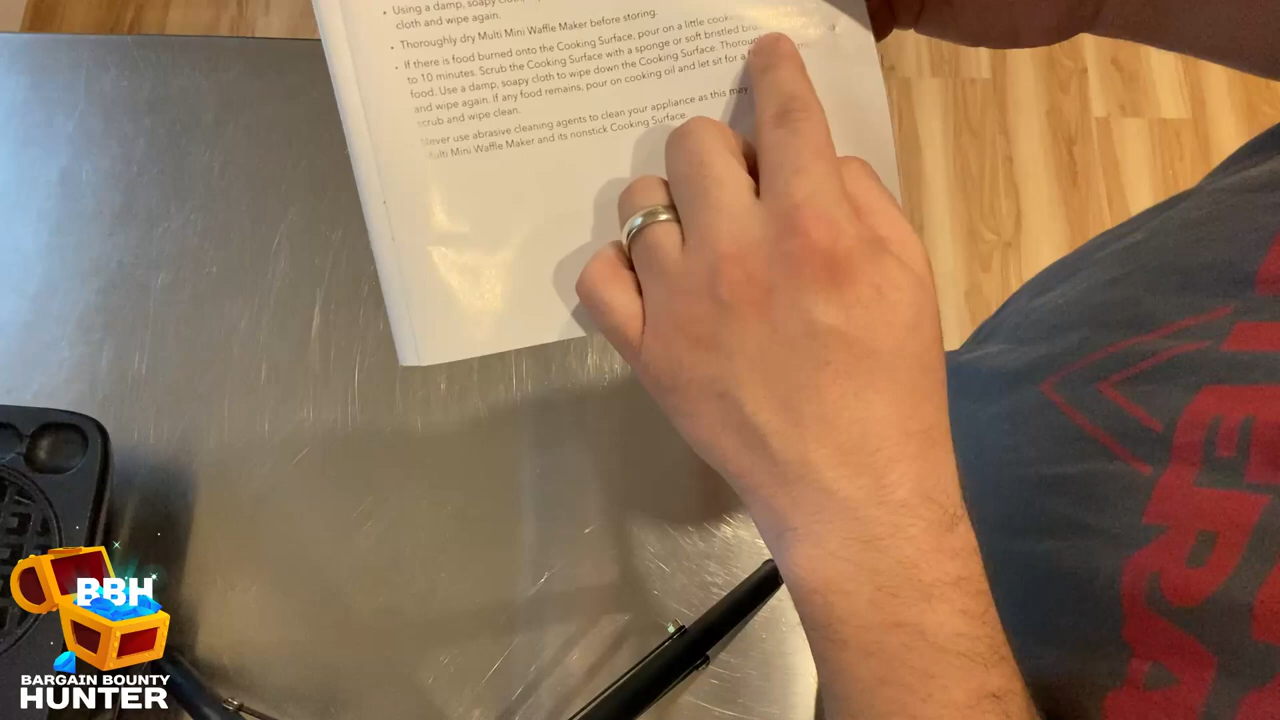 • Using a damp, soapy
cloth and wipe again.
• Thoroughly dry Multi Mini Waffle Maker before storing.
• If there is food burned onto the Cooking Surface, pour on a little
to 10 minutes. Scrub the Cooking Surface with a sponge or soft bristled
food. Use a damp, soapy cloth to wipe down the Cooking Surface.
and wipe again. If any food remains, pour on cooking oil and let sit for a
scrub and wipe clean.
Never use abrasive cleaning agents to clean your appliance as this may
Multi Mini Waffle Maker and its nonstick Cooking Surface.
BBH
BARGAIN BOUNTY
HUNTER